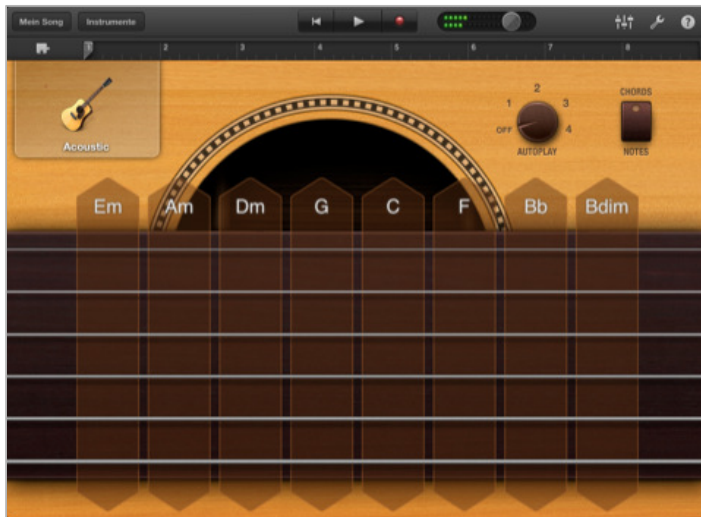 Mein Song Instrumente
1 2 3 4 5 6 7 8
Acoustic
OFF 1 2 3 4
AUTOPLAY
CHORDS
NOTES
Em Am Dm G C F Bb Bdim